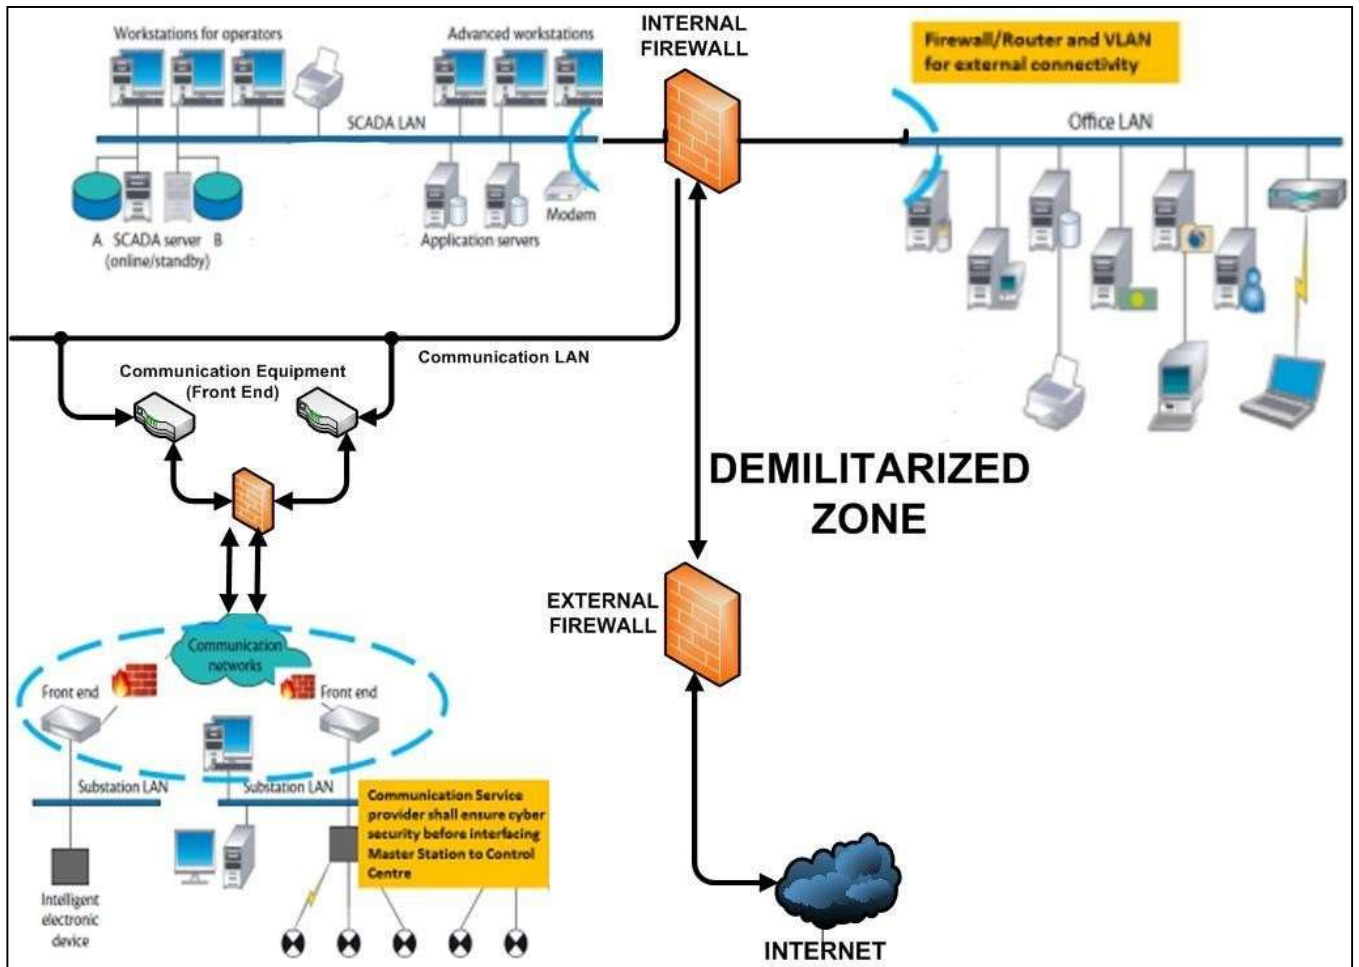 Workstations for operators
Advanced workstations
INTERNAL
FIREWALL
Firewall/Router and VLAN
for external connectivity
SCADA LAN
Office LAN
Modem
A SCADA server B
(online/standby)
Application servers
Communication LAN
Communication Equipment
(Front End)
DEMILITARIZED
ZONE
EXTERNAL
FIREWALL
Communication
networks
Front end
Front end
Substation LAN
Substation LAN
Communication Service
provider shall ensure cyber
security before interfacing
Master Station to Control
Centre
Intelligent
electronic
device
INTERNET